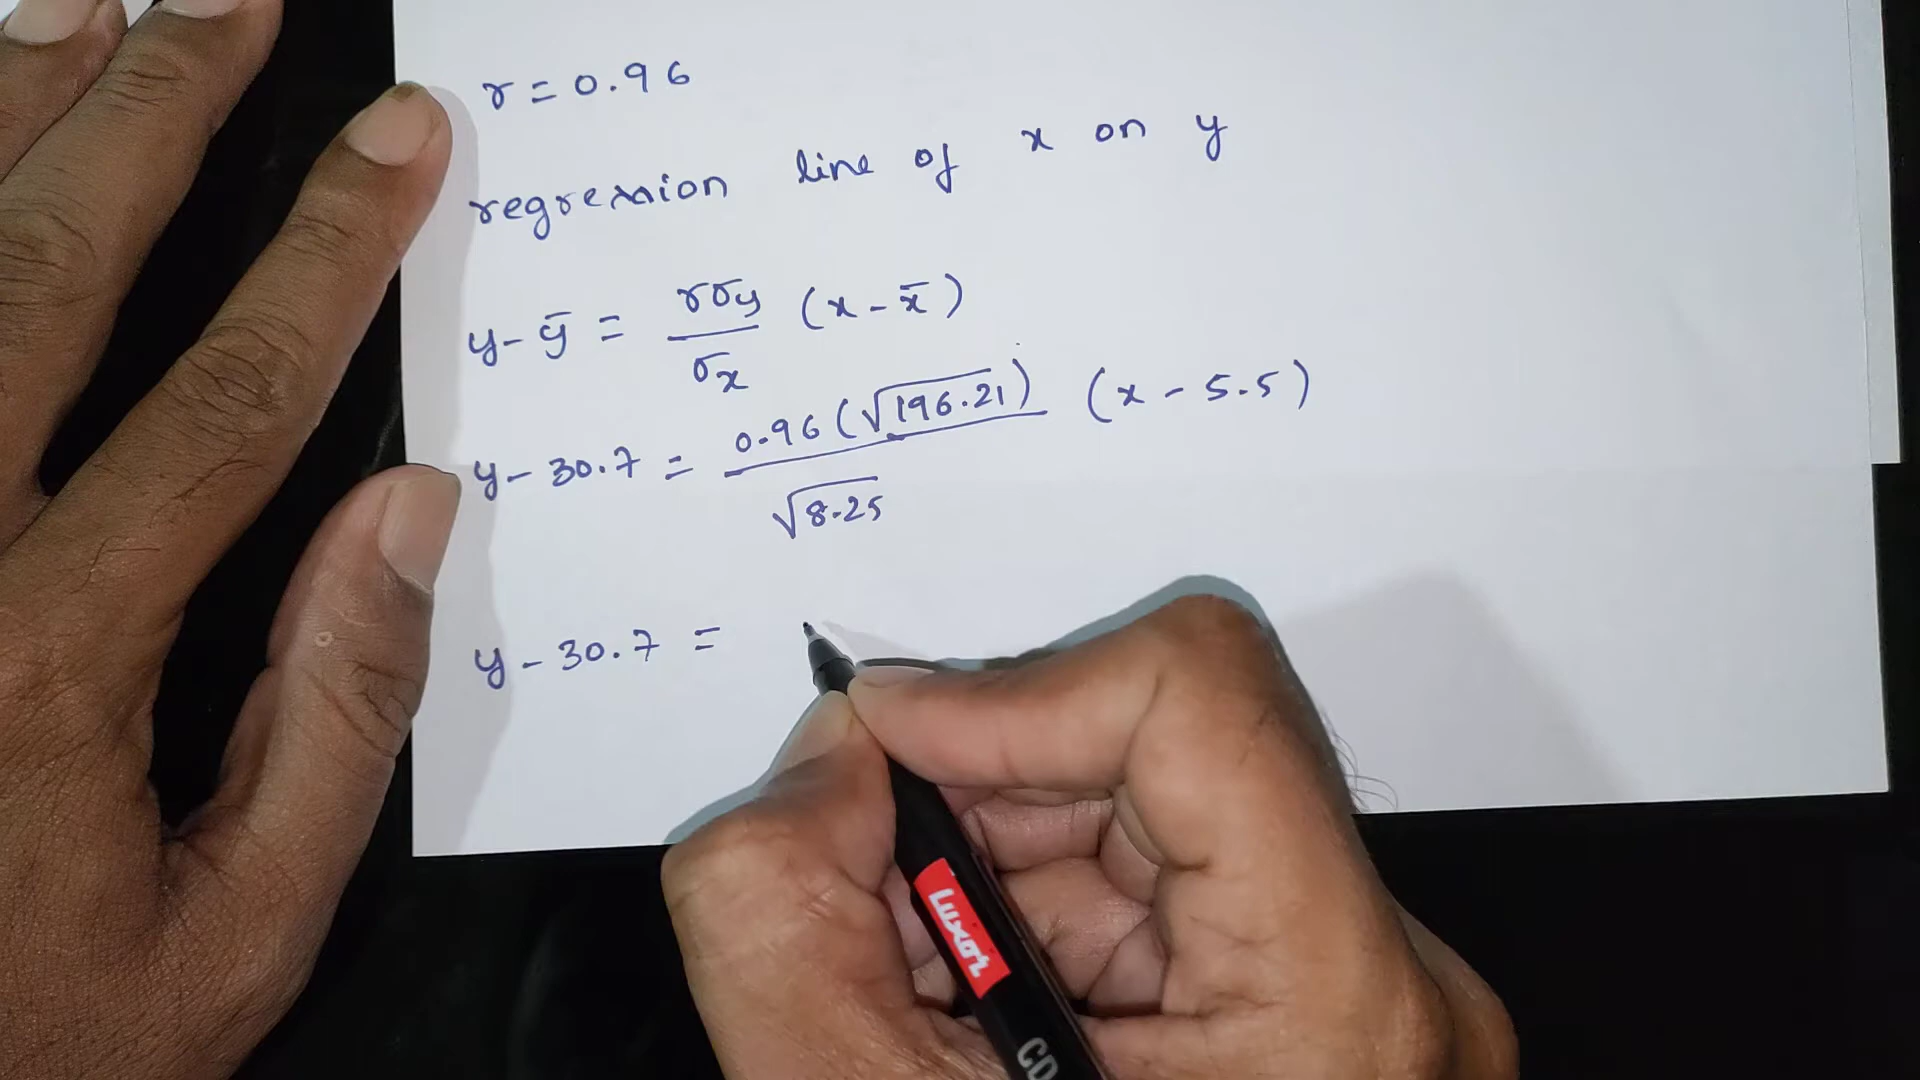 r = 0.96
regression line of x on y
y - ȳ = rσy / σx (x - x̄)
y - 30.7 = 0.96(√196.21) / √8.25 (x - 5.5)
y - 30.7 =
Luxor
CD